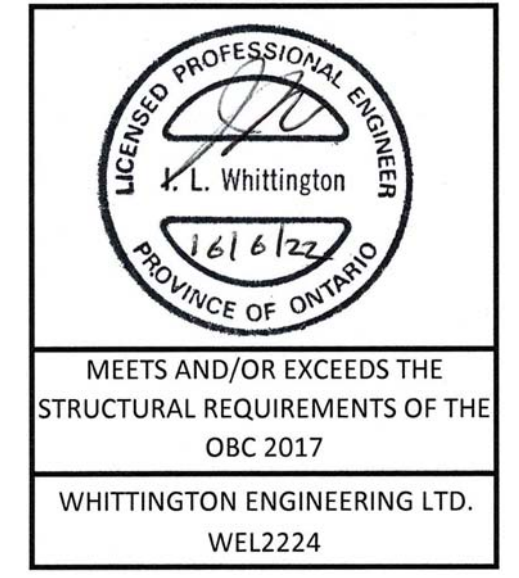 LICENSED PROFESSIONAL ENGINEER
I. L. Whittington
16/6/22
PROVINCE OF ONTARIO
MEETS AND/OR EXCEEDS THE
STRUCTURAL REQUIREMENTS OF THE
OBC 2017
WHITTINGTON ENGINEERING LTD.
WEL2224